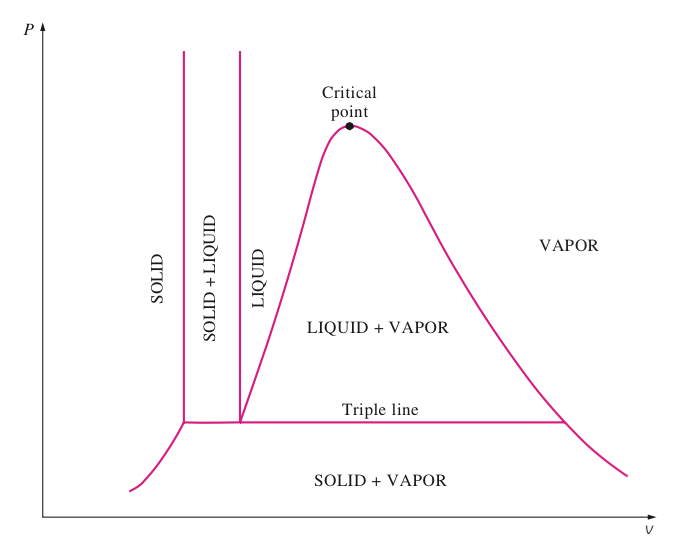 P
Critical
point
VAPOR
SOLID
SOLID + LIQUID
LIQUID
LIQUID + VAPOR
Triple line
SOLID + VAPOR
v